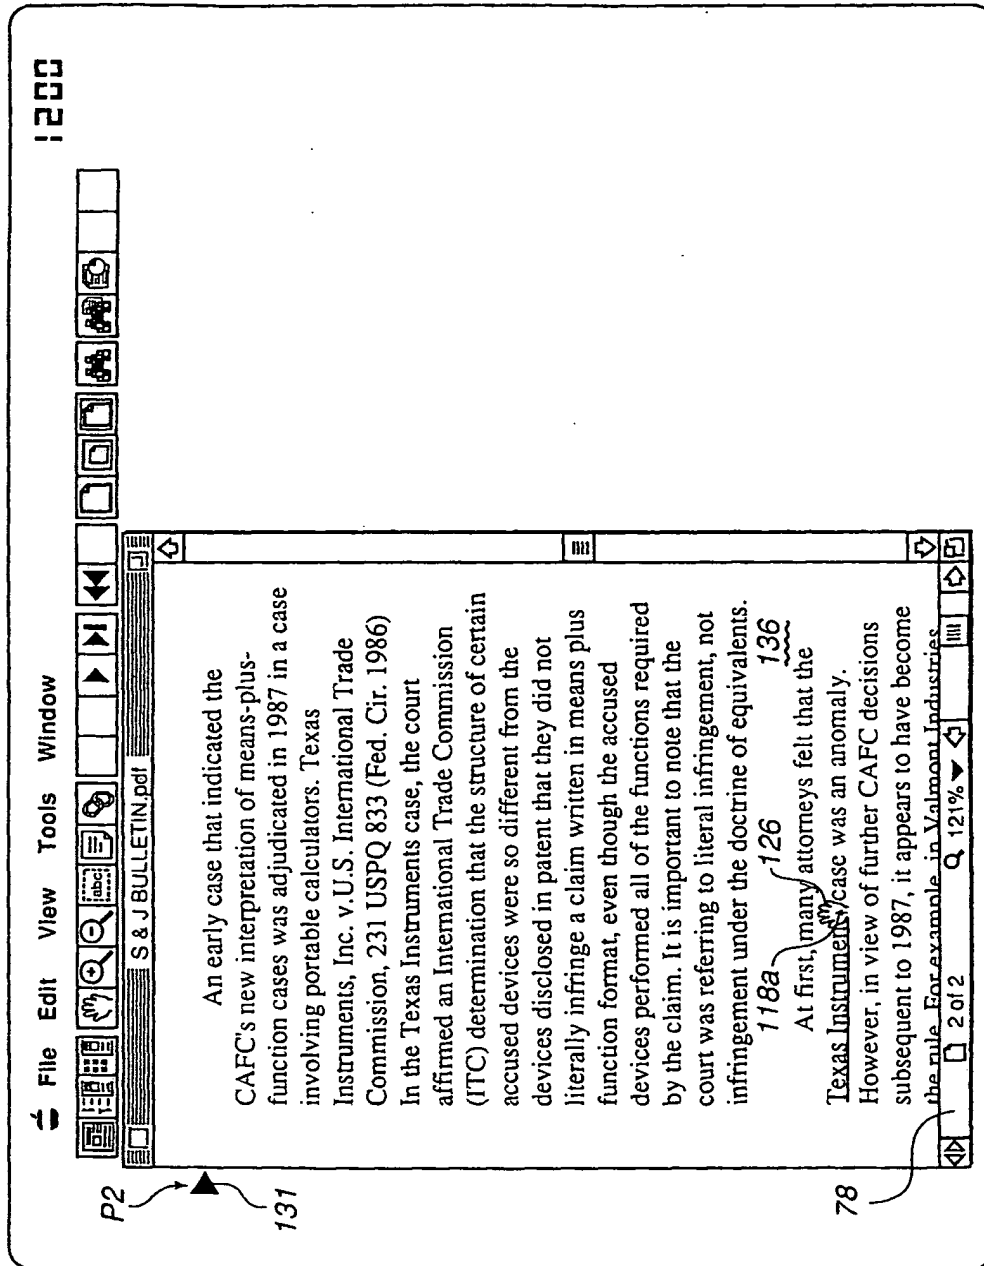 1200
File Edit View Tools Window
abc
S & J BULLETIN.pdf
P2
131
An early case that indicated the
CAFC's new interpretation of means-plus-
function cases was adjudicated in 1987 in a case
involving portable calculators. Texas
Instruments, Inc. v.U.S. International Trade
Commission, 231 USPQ 833 (Fed. Cir. 1986)
In the Texas Instruments case, the court
affirmed an International Trade Commission
(ITC) determination that the structure of certain
accused devices were so different from the
devices disclosed in patent that they did not
literally infringe a claim written in means plus
function format, even though the accused
devices performed all of the functions required
by the claim. It is important to note that the
court was referring to literal infringement, not
infringement under the doctrine of equivalents.
118a 126 136
At first, many attorneys felt that the
Texas Instruments case was an anomaly.
However, in view of further CAFC decisions
subsequent to 1987, it appears to have become
the rule. For example, in Valmont Industries
78
2 of 2 121%